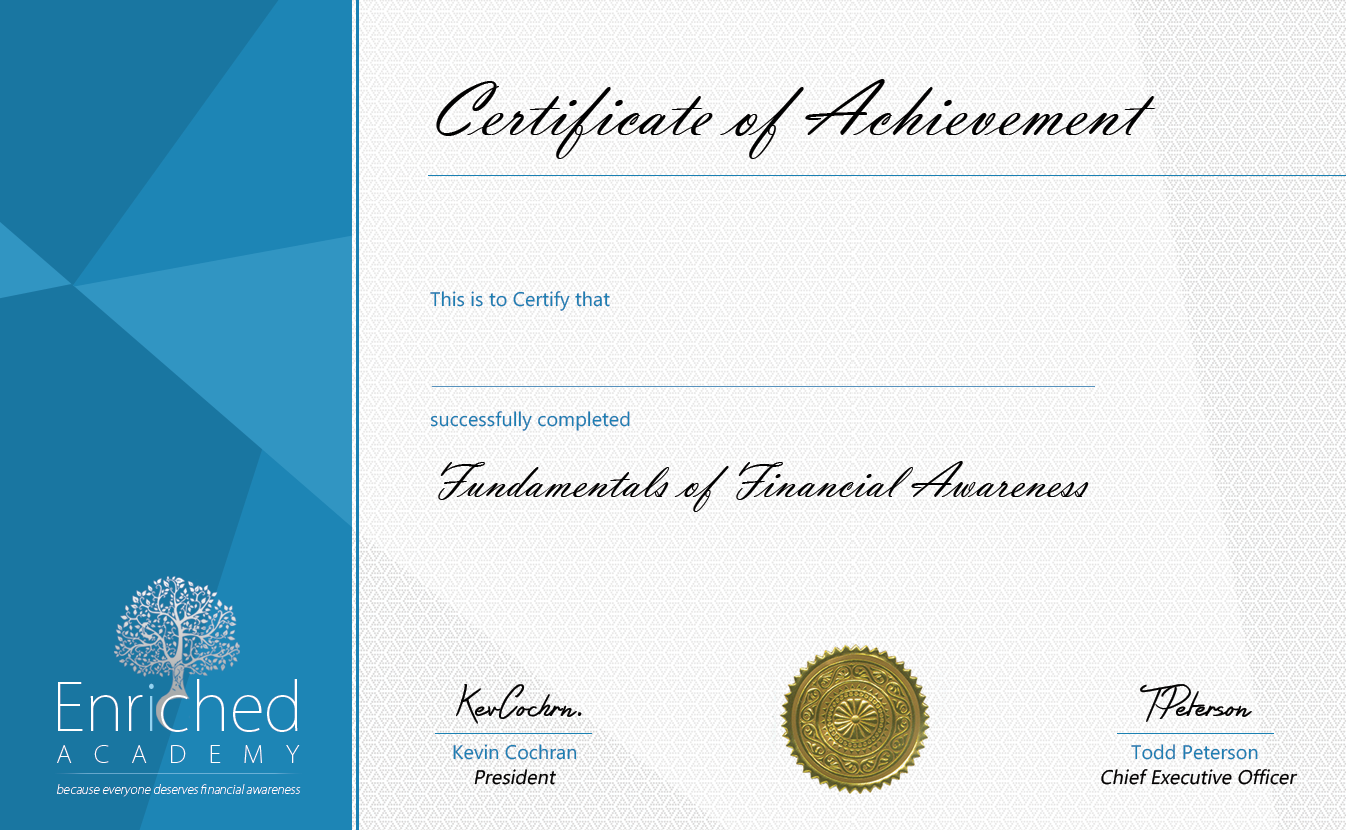 Certificate of Achievement
This is to Certify that
successfully completed
Fundamentals of Financial Awareness
KevCochrn.
Kevin Cochran
President
TPeterson
Todd Peterson
Chief Executive Officer
Enriched
ACADEMY
because everyone deserves financial awareness